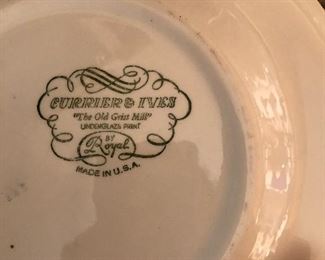 CURRIER & IVES
"The Old Grist Mill"
UNDERGLAZE PRINT
BY
Royal
MADE IN U.S.A.